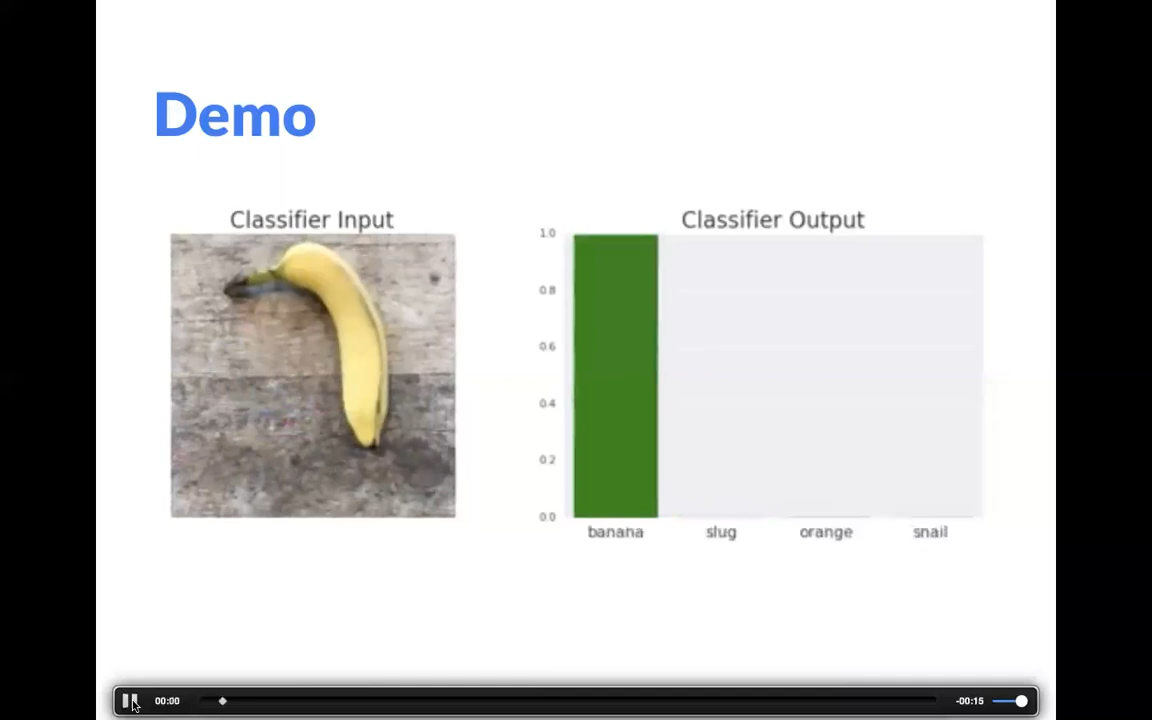 Demo
Classifier Input
Classifier Output
1.0
0.8
0.6
0.4
0.2
0.0
banana slug orange snail
00:00 -00:15